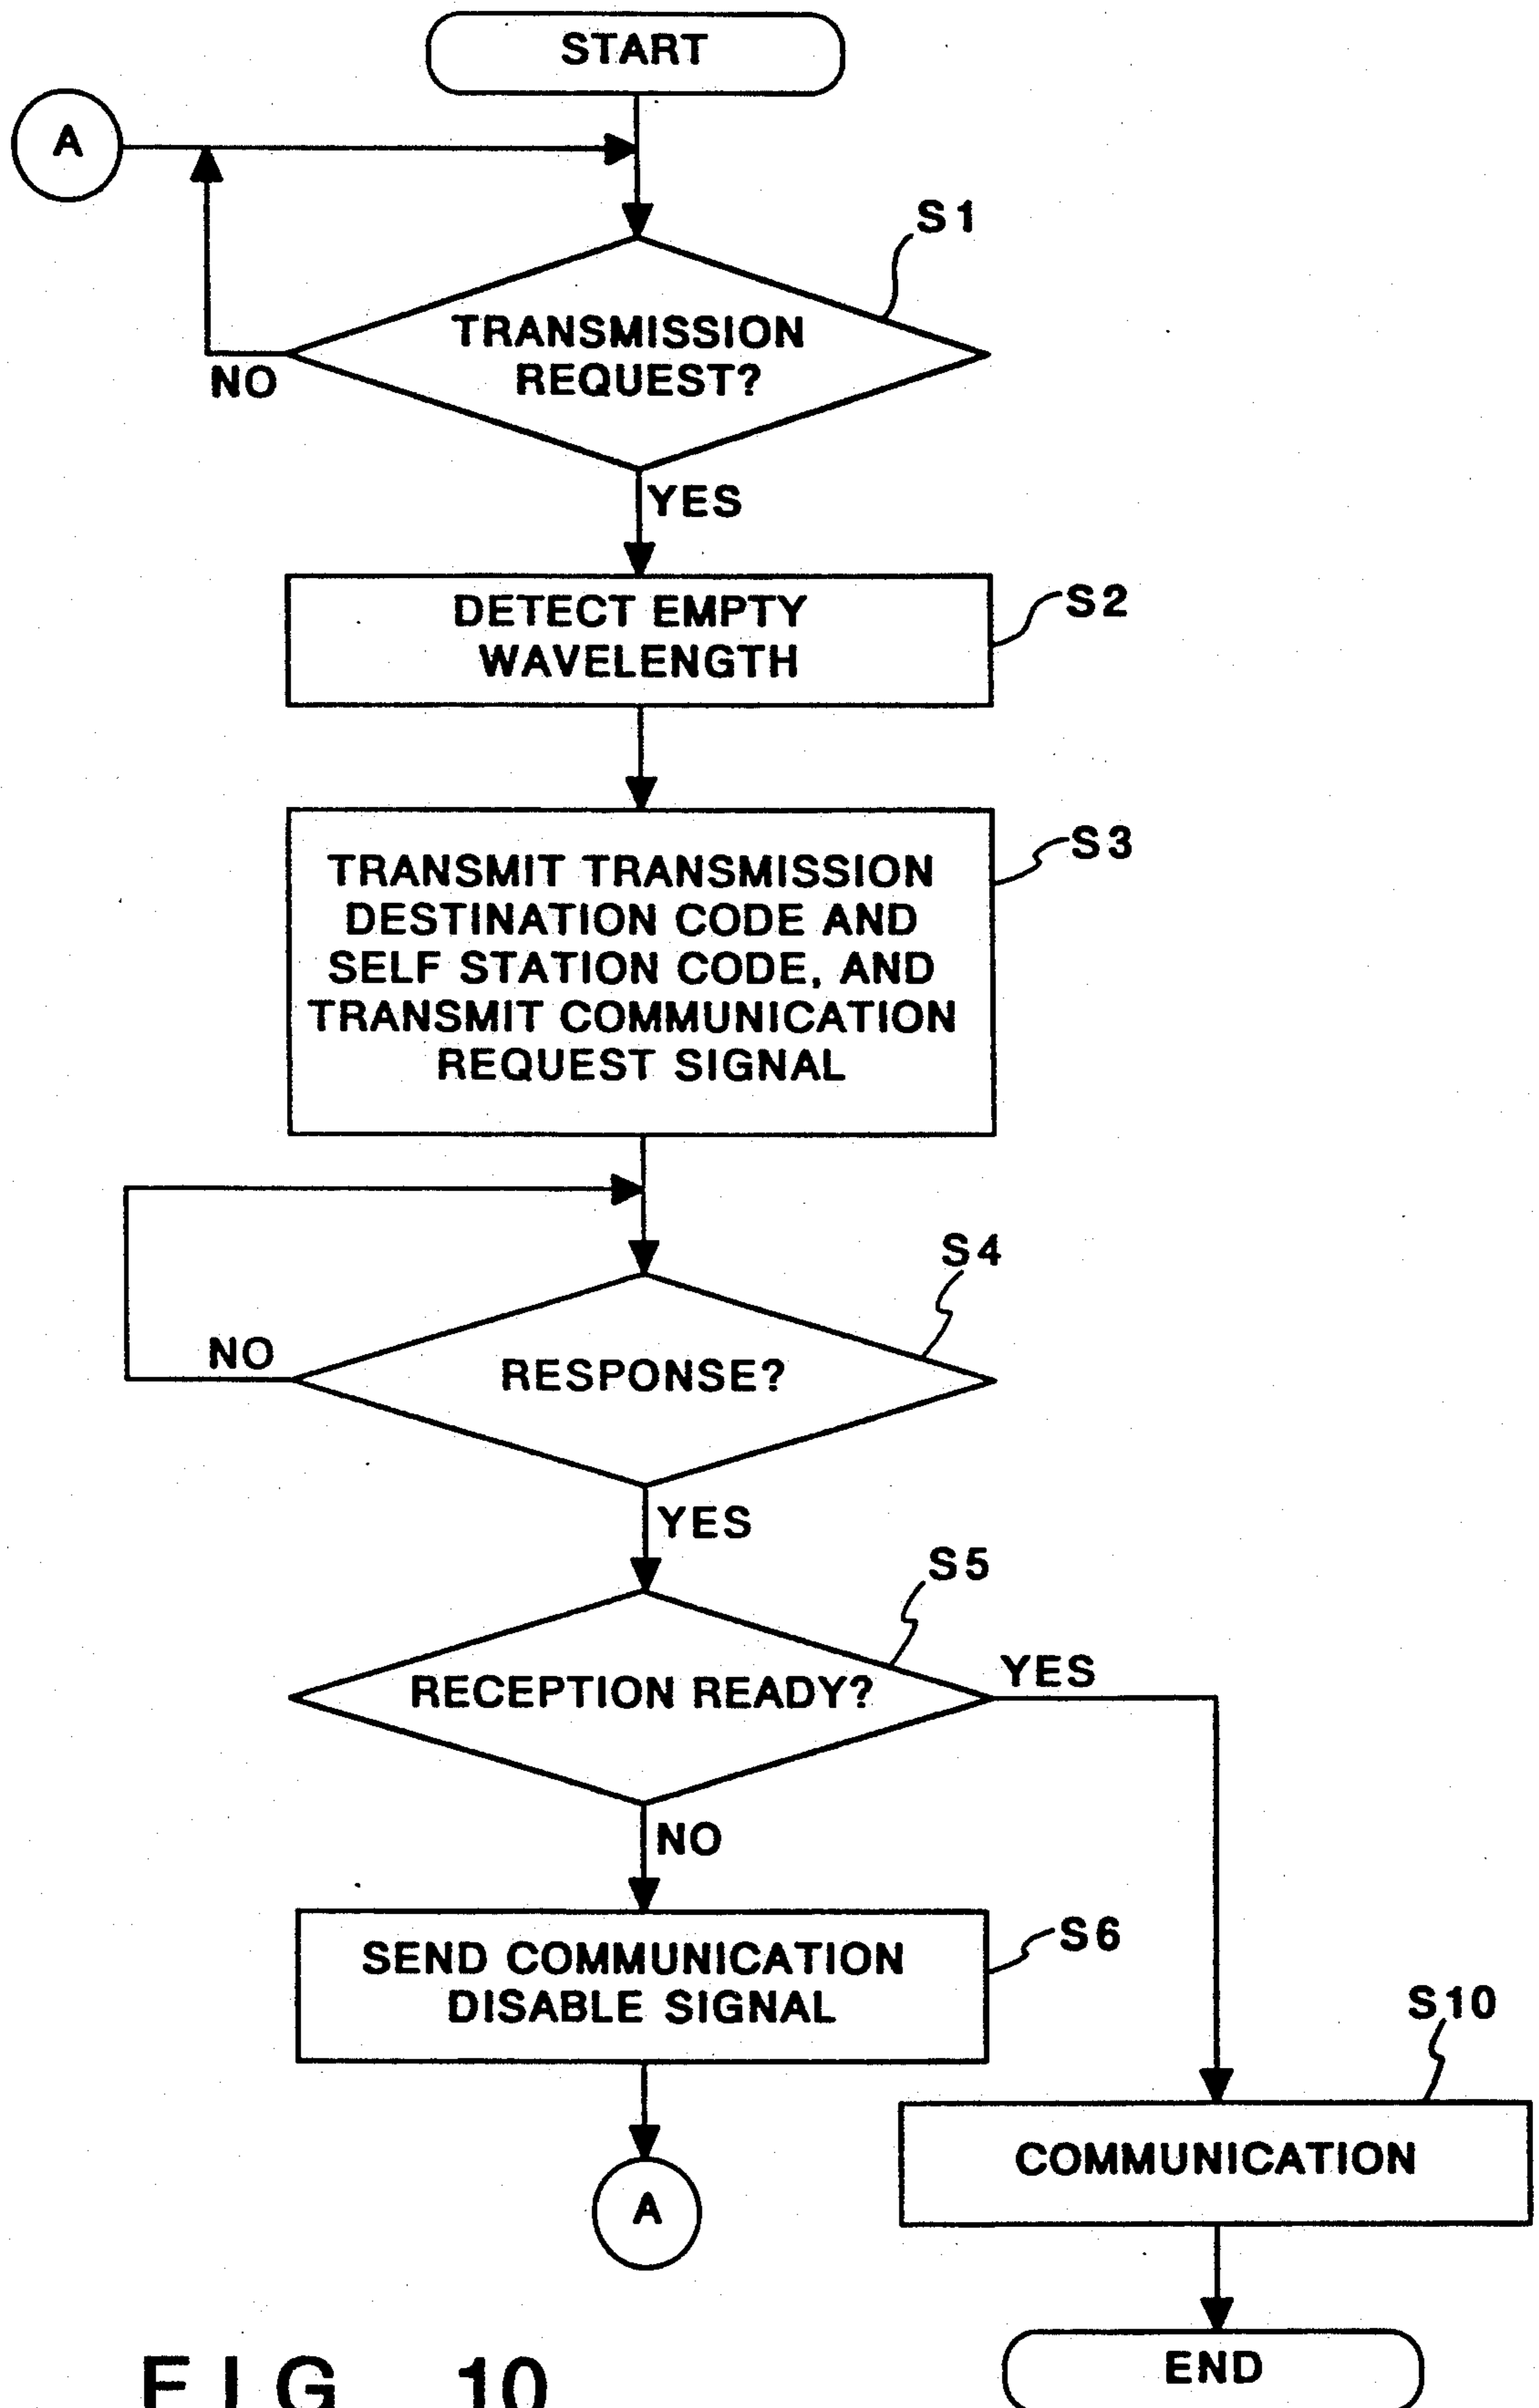 START
A
S1
TRANSMISSION
REQUEST?
NO
YES
DETECT EMPTY
WAVELENGTH
S2
S3
TRANSMIT TRANSMISSION
DESTINATION CODE AND
SELF STATION CODE, AND
TRANSMIT COMMUNICATION
REQUEST SIGNAL
S4
NO
RESPONSE?
YES
S5
RECEPTION READY?
YES
NO
S6
SEND COMMUNICATION
DISABLE SIGNAL
S10
COMMUNICATION
A
END
FIG. 10